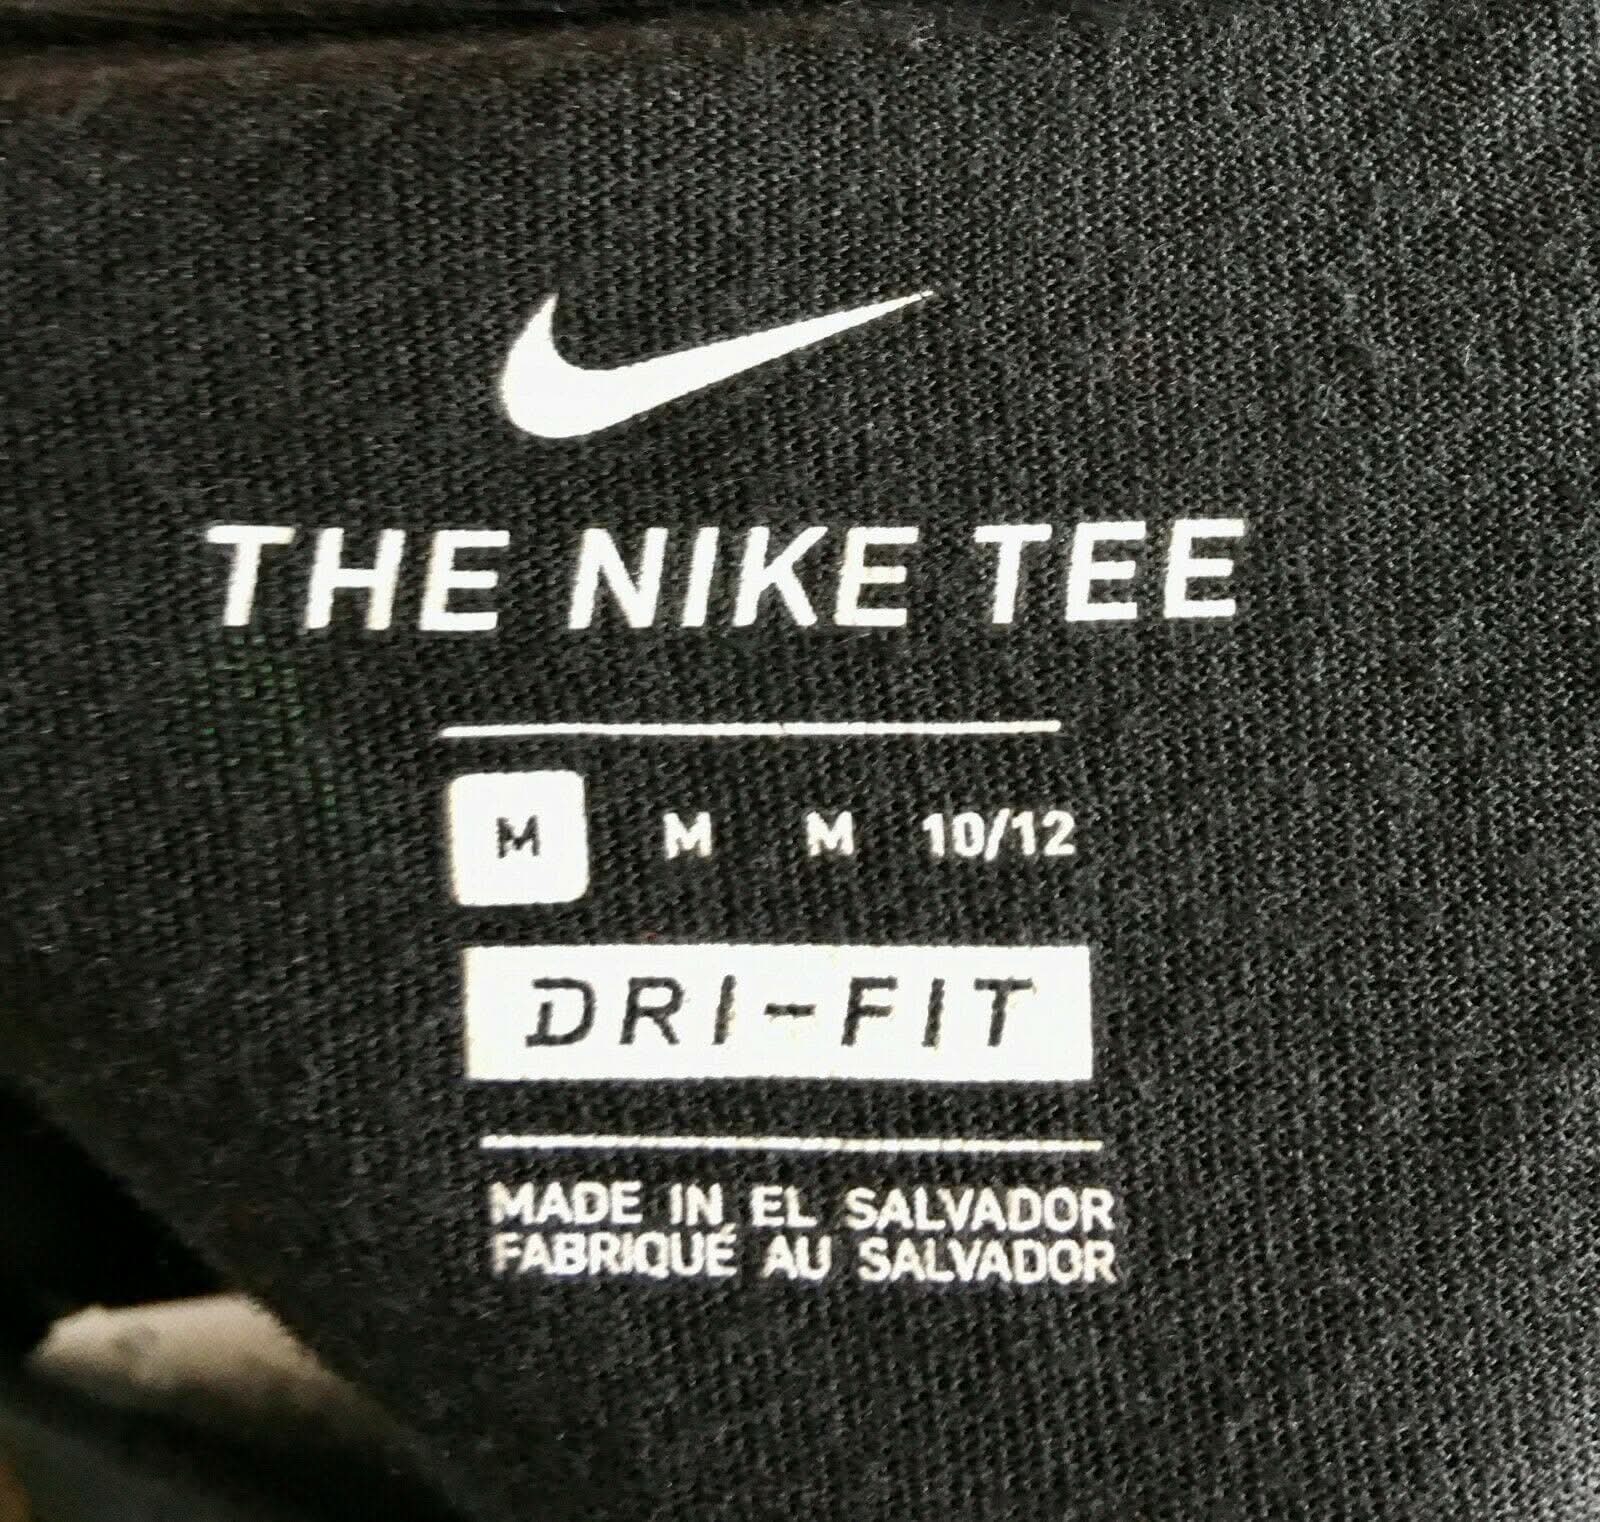 THE NIKE TEE
M M M 10/12
DRI-FIT
MADE IN EL SALVADOR
FABRIQUÉ AU SALVADOR